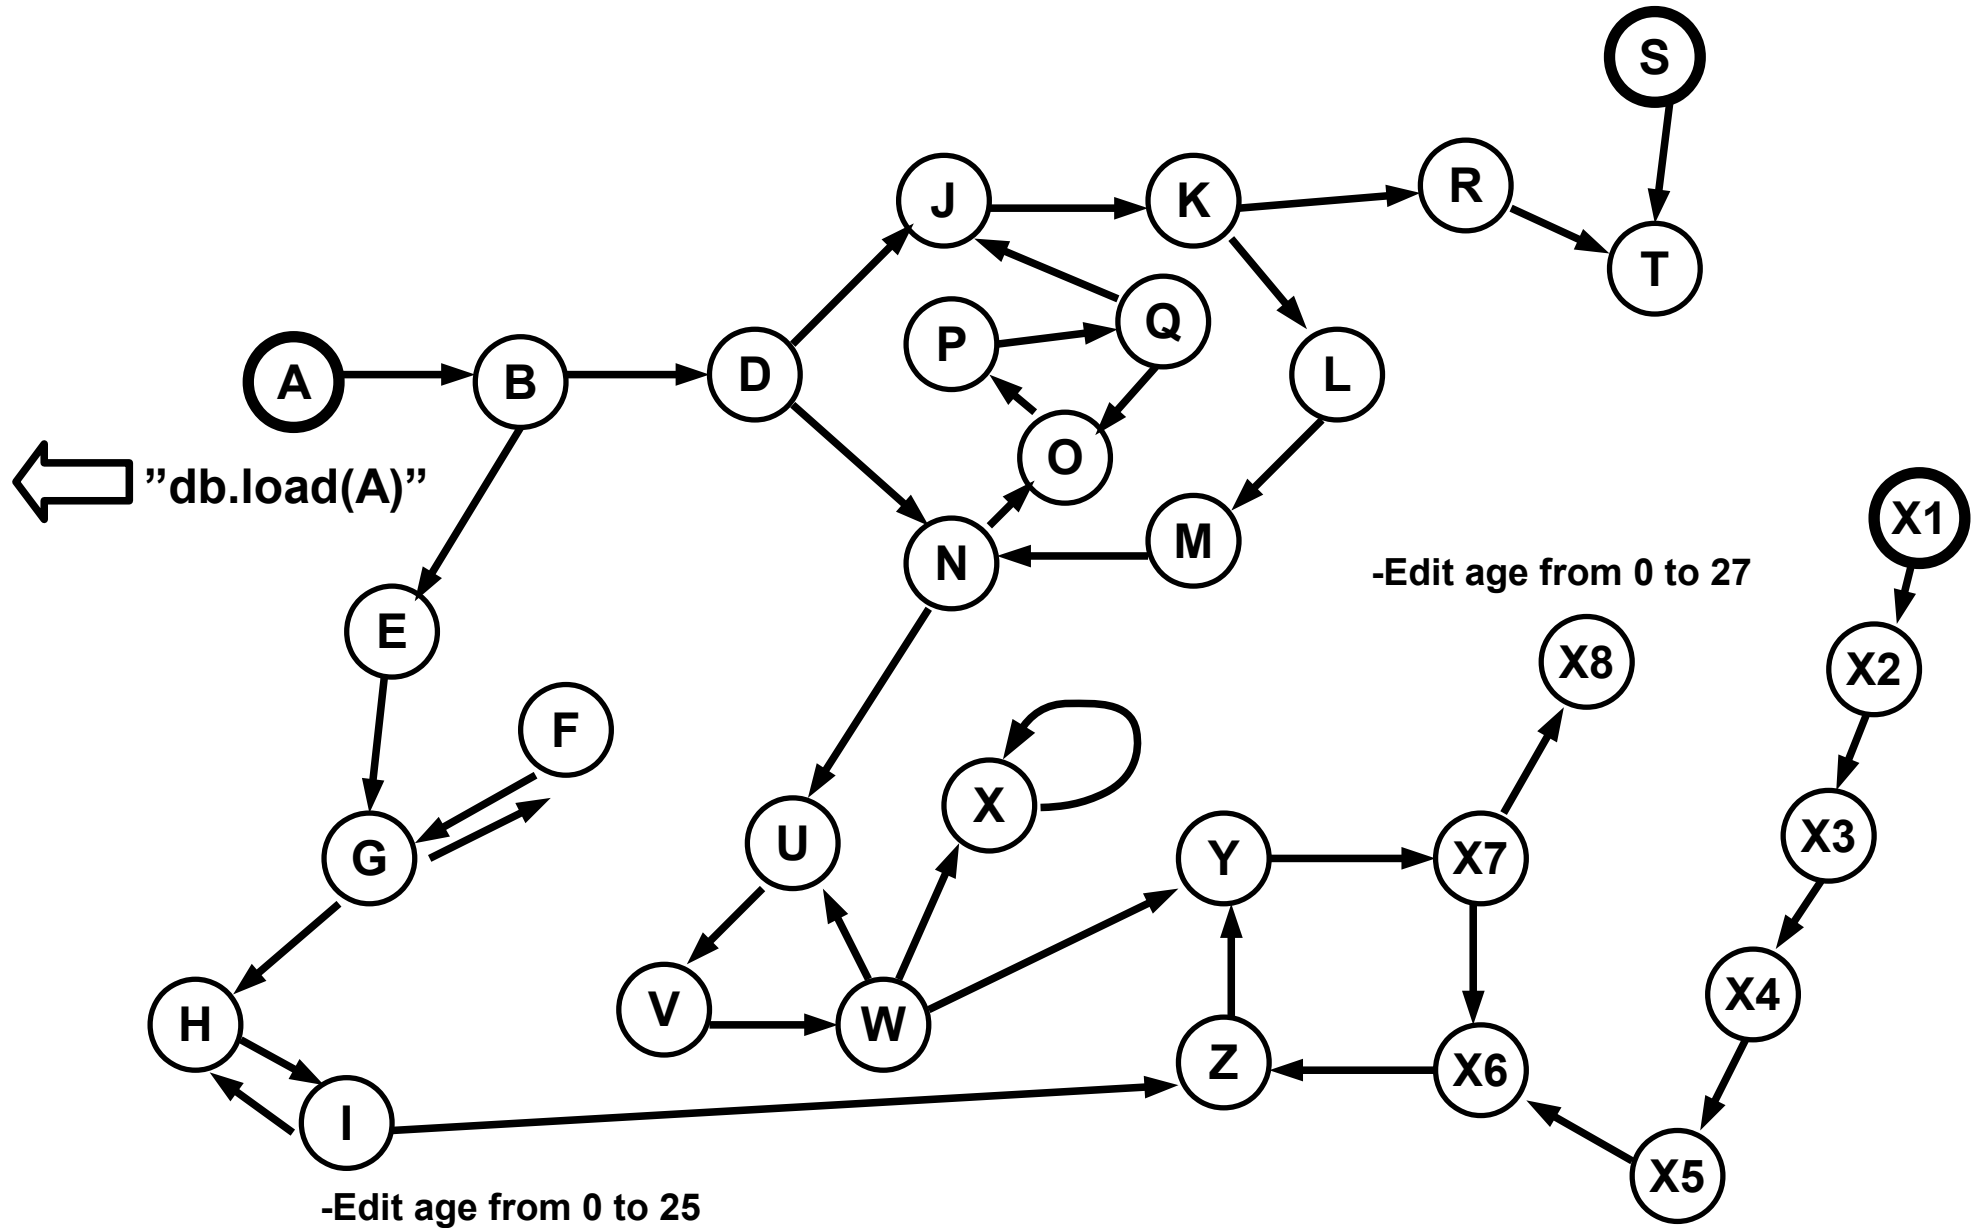 S
J
K
R
T
P
Q
A
B
D
L
O
”db.load(A)”
N
M
X1
-Edit age from 0 to 27
E
X8
X2
F
X
G
U
Y
X7
X3
H
V
W
Z
X6
X4
I
X5
-Edit age from 0 to 25